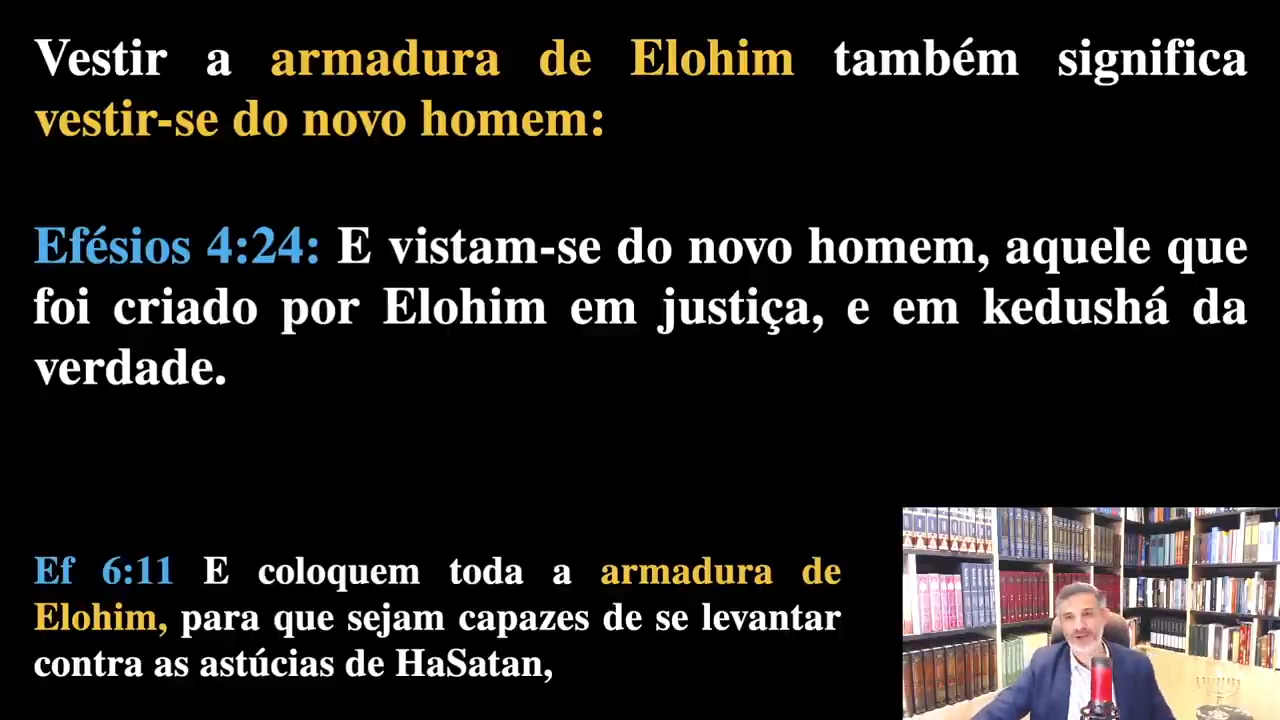 Vestir a armadura de Elohim também significa
vestir-se do novo homem:
Efésios 4:24: E vistam-se do novo homem, aquele que
foi criado por Elohim em justiça, e em kedushá da
verdade.
Ef 6:11 E coloquem toda a armadura de
Elohim, para que sejam capazes de se levantar
contra as astúcias de HaSatan,